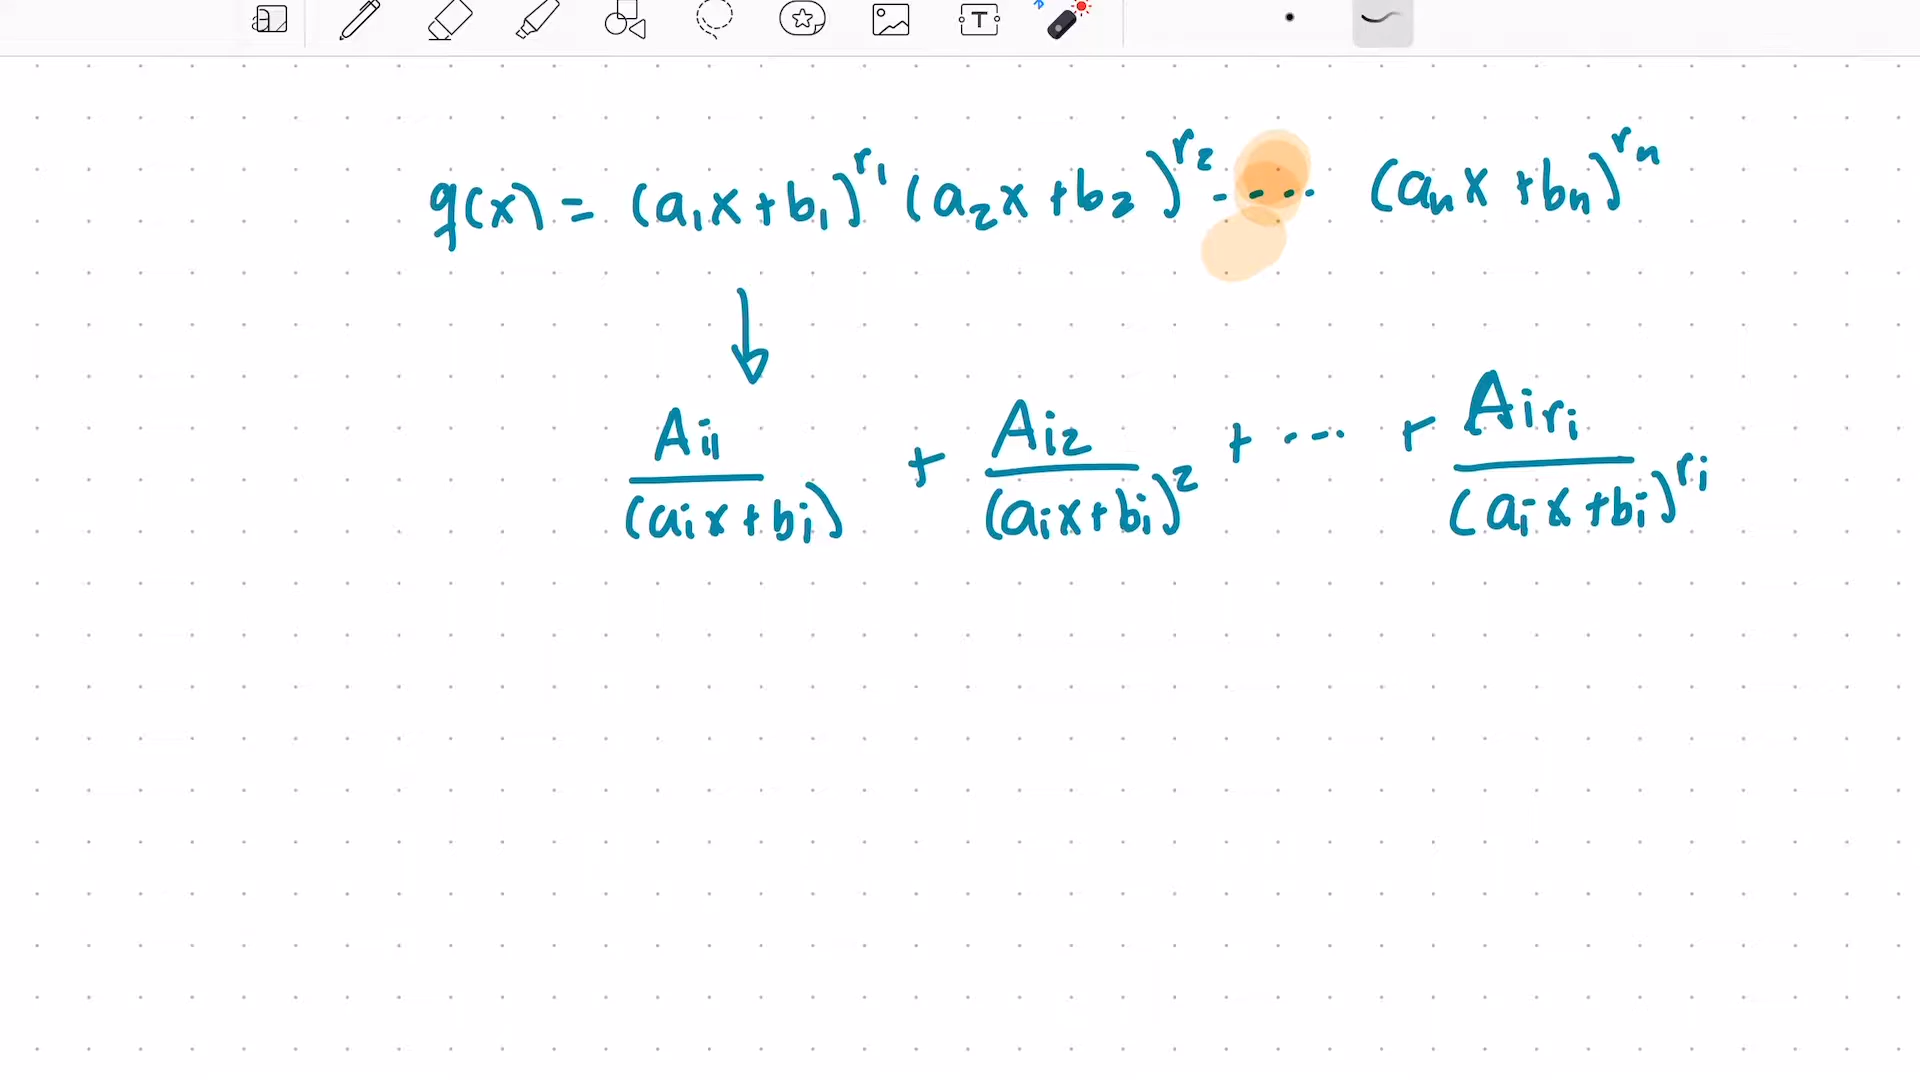 q(x) = (a₁x + b₁)^r₁ (a₂x + b₂)^r₂ .... (aₙx + bₙ)^rₙ
↓
Aᵢ₁/(aᵢx + bᵢ) + Aᵢ₂/(aᵢx + bᵢ)² + ... + Aᵢrᵢ/(aᵢx + bᵢ)^rᵢ